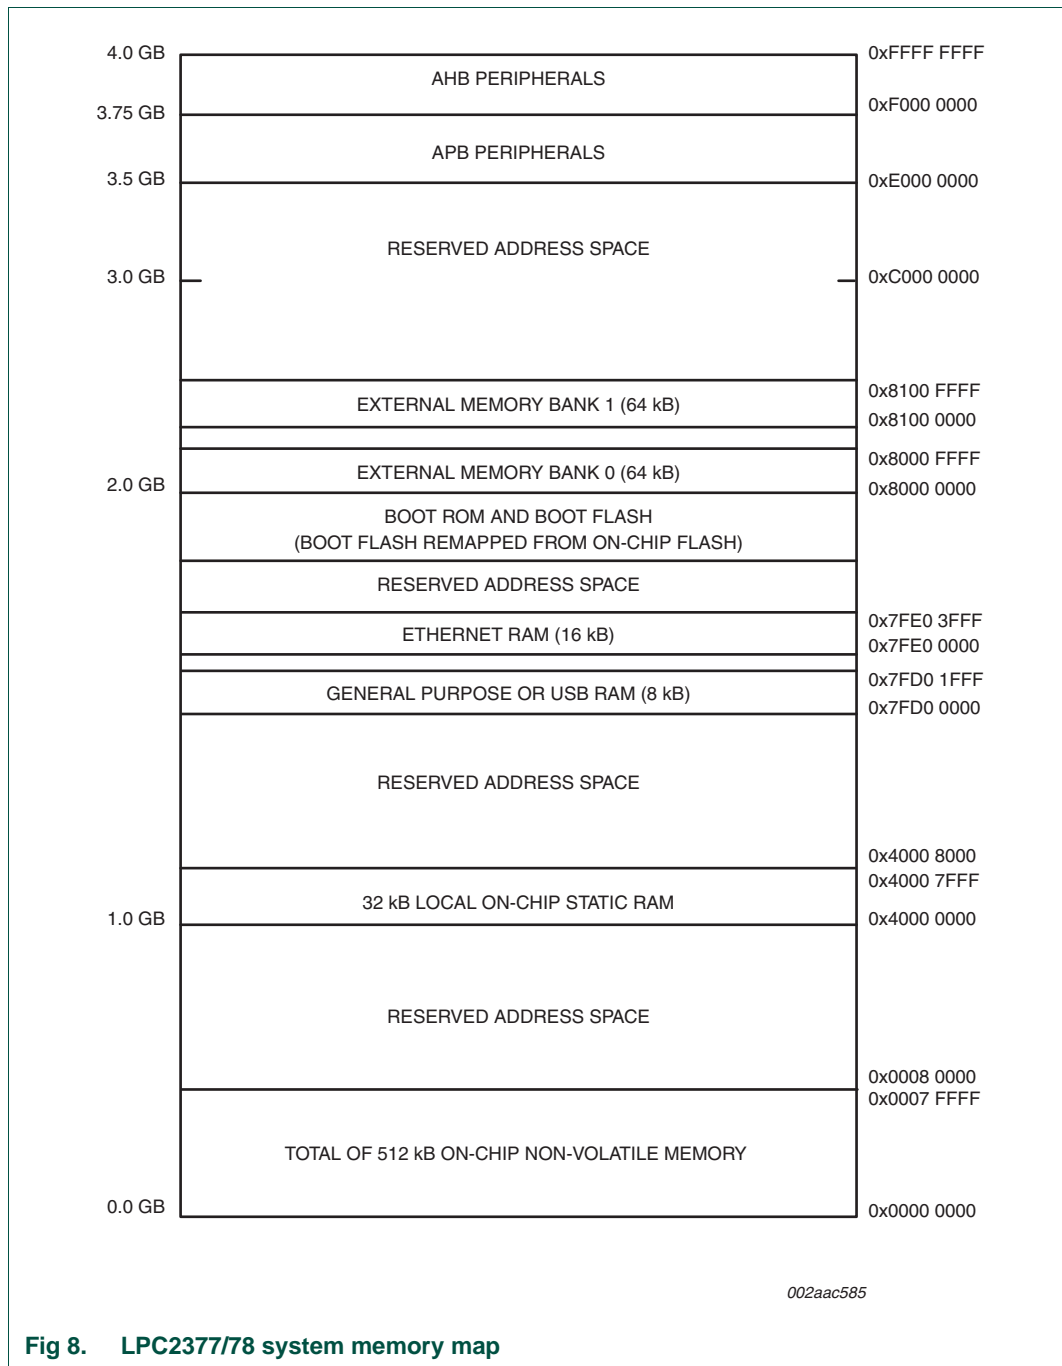 4.0 GB
0xFFFF FFFF
AHB PERIPHERALS
3.75 GB
0xF000 0000
APB PERIPHERALS
3.5 GB
0xE000 0000
RESERVED ADDRESS SPACE
3.0 GB
0xC000 0000
0x8100 FFFF
EXTERNAL MEMORY BANK 1 (64 kB)
0x8100 0000
0x8000 FFFF
EXTERNAL MEMORY BANK 0 (64 kB)
2.0 GB
0x8000 0000
BOOT ROM AND BOOT FLASH
(BOOT FLASH REMAPPED FROM ON-CHIP FLASH)
RESERVED ADDRESS SPACE
0x7FE0 3FFF
ETHERNET RAM (16 kB)
0x7FE0 0000
0x7FD0 1FFF
GENERAL PURPOSE OR USB RAM (8 kB)
0x7FD0 0000
RESERVED ADDRESS SPACE
0x4000 8000
0x4000 7FFF
32 kB LOCAL ON-CHIP STATIC RAM
1.0 GB
0x4000 0000
RESERVED ADDRESS SPACE
0x0008 0000
0x0007 FFFF
TOTAL OF 512 kB ON-CHIP NON-VOLATILE MEMORY
0.0 GB
0x0000 0000
002aac585
Fig 8. LPC2377/78 system memory map